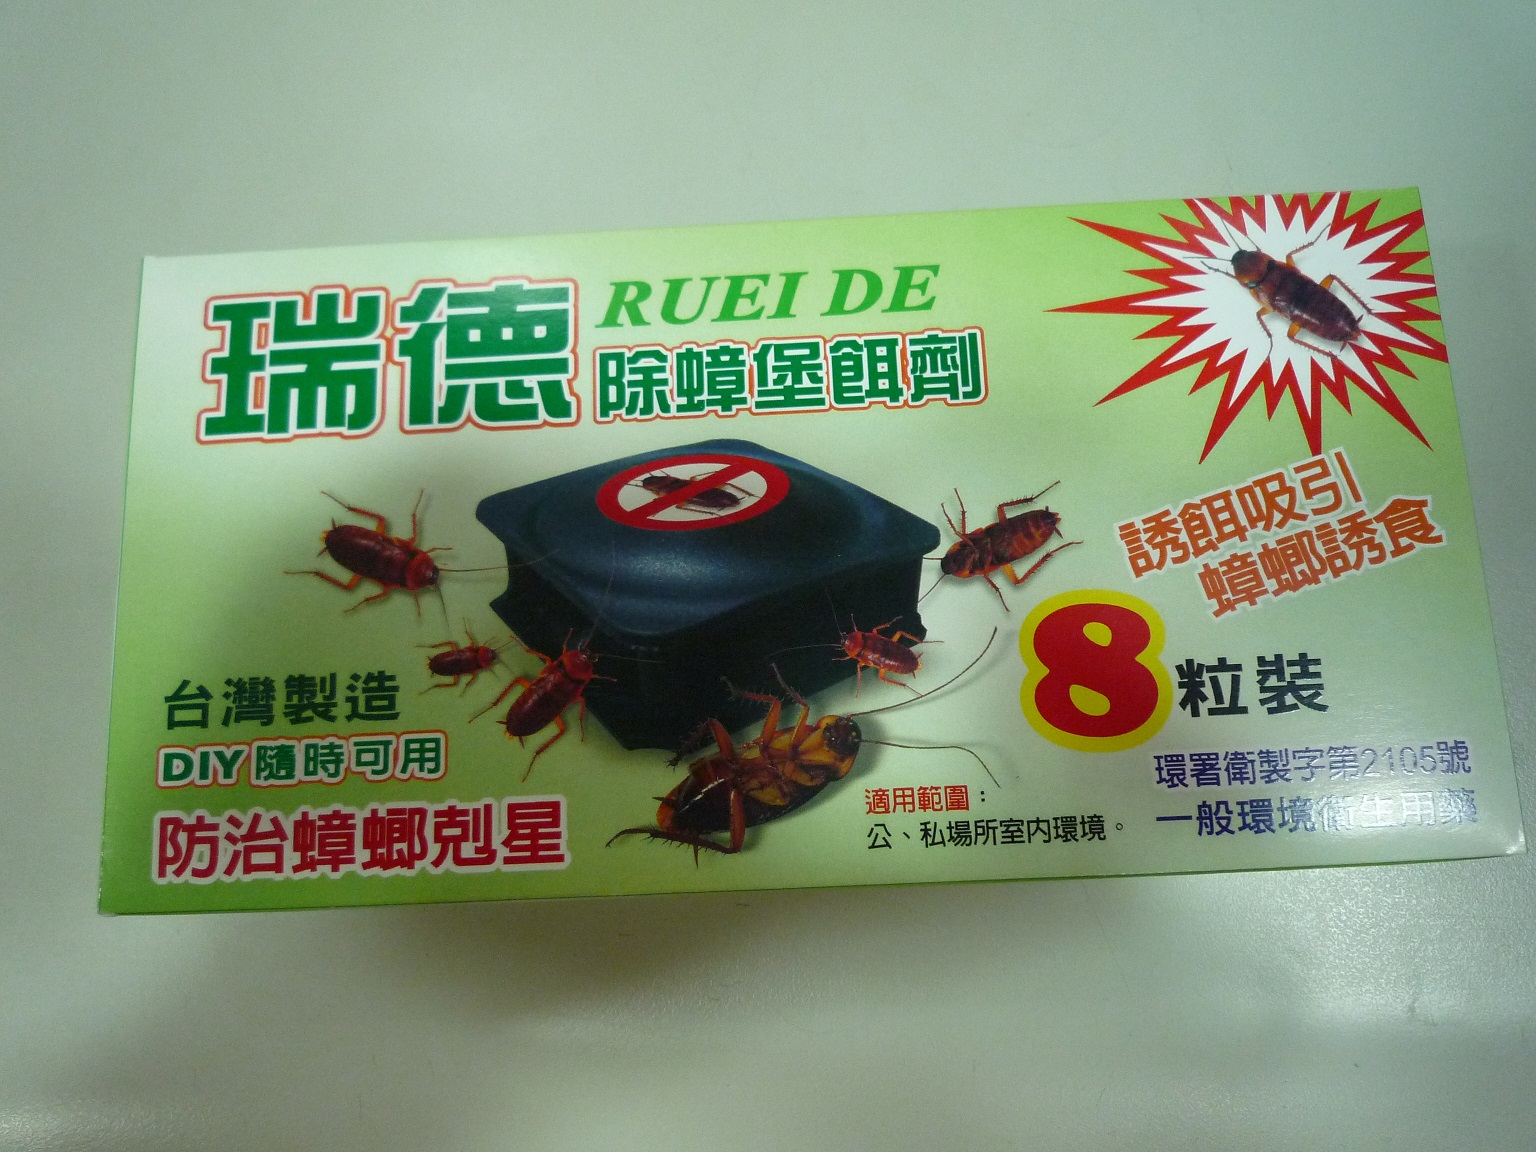 瑞德
RUEI DE
除蟑堡餌劑
誘餌吸引
蟑螂誘食
8粒裝
台灣製造
DIY隨時可用
防治蟑螂剋星
適用範圍：
公、私場所室內環境。
環署衛製字第2105號
一般環境衛生用藥